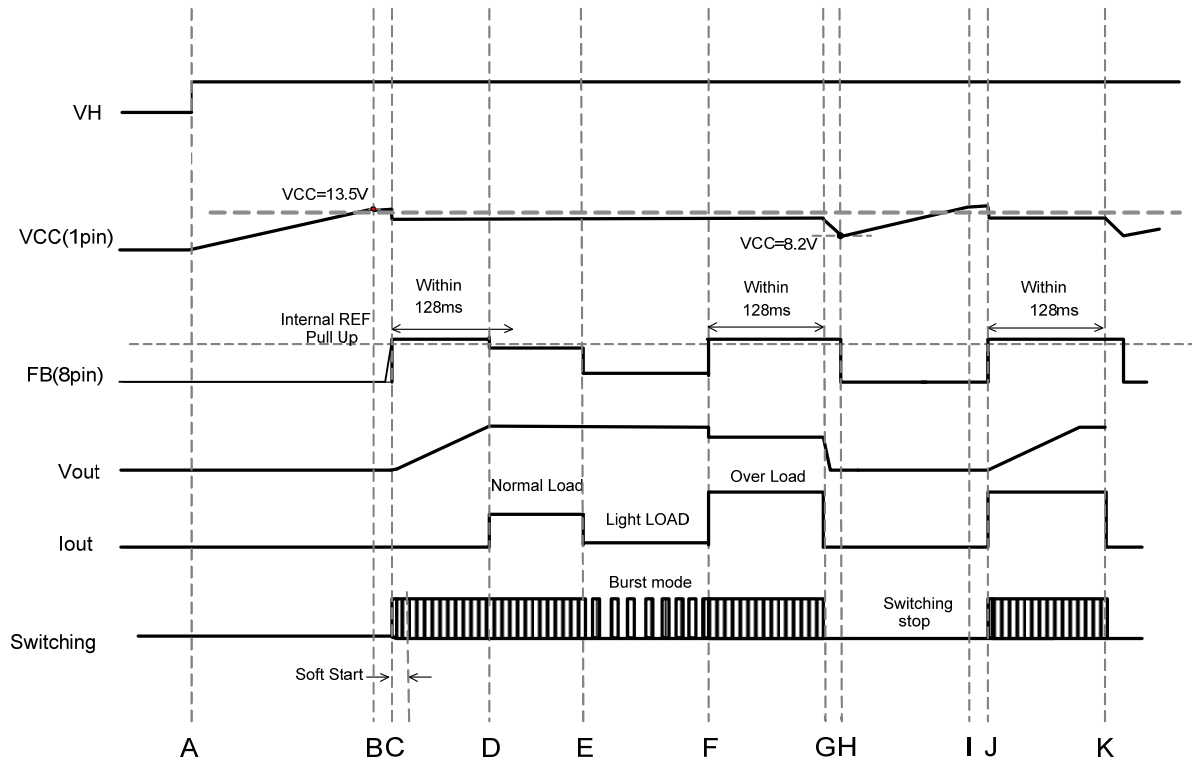 VH
VCC=13.5V
VCC(1pin)
VCC=8.2V
Within
128ms
Within
128ms
Within
128ms
Internal REF
Pull Up
FB(8pin)
Vout
Normal Load
Over Load
Light LOAD
Iout
Burst mode
Switching
stop
Switching
Soft Start
A B C D E F G H I J K